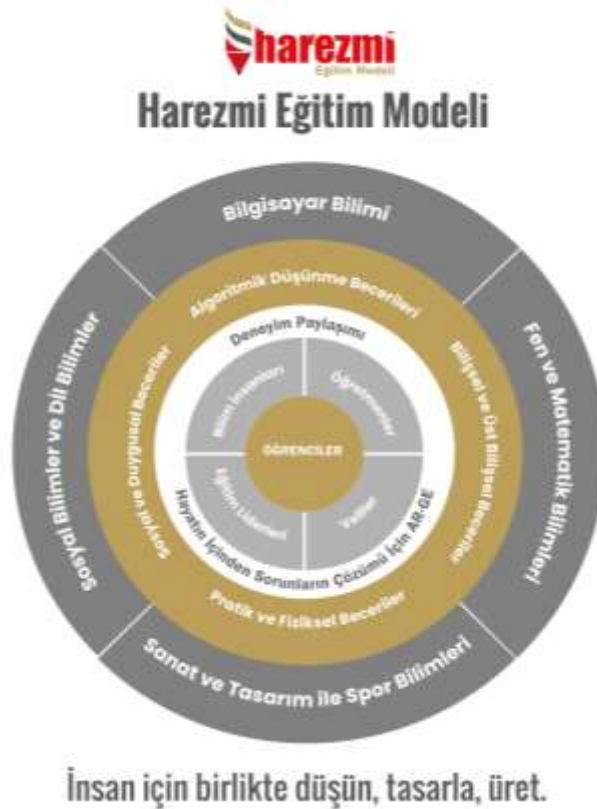 harezmi
Eğitim Modeli
Harezmi Eğitim Modeli
Bilgisayar Bilimi
Fen ve Matematik Bilimleri
Sanat ve Tasarım ile Spor Bilimleri
Sosyal Bilimler ve Dil Bilimler
Algoritmik Düşünme Becerileri
Bilişsel ve Üst Bilişsel Beceriler
Pratik ve Fiziksel Beceriler
Sosyal ve Duygusal Beceriler
Deneyim Paylaşımı
Hayatın İçinden Sorunların Çözümü İçin AR-GE
Bilim İnsanları
Öğretmenler
Eğitim Liderleri
Veliler
ÖĞRENCİLER
İnsan için birlikte düşün, tasarla, üret.